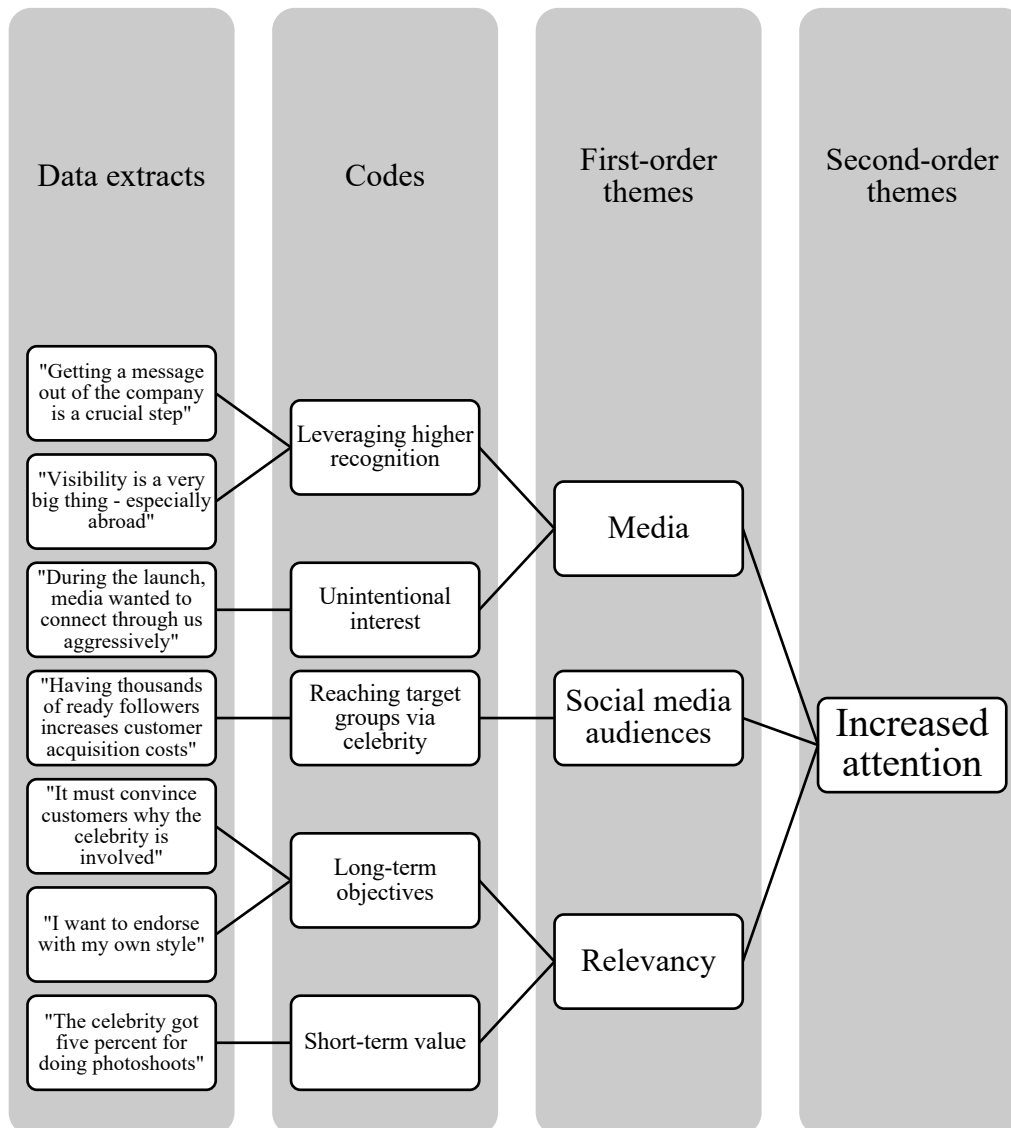 Data extracts
Codes
First-order
themes
Second-order
themes
"Getting a message
out of the company
is a crucial step"
"Visibility is a very
big thing - especially
abroad"
"During the launch,
media wanted to
connect through us
aggressively"
"Having thousands
of ready followers
increases customer
acquisition costs"
"It must convince
customers why the
celebrity is
involved"
"I want to endorse
with my own style"
"The celebrity got
five percent for
doing photoshoots"
Leveraging higher
recognition
Unintentional
interest
Reaching target
groups via
celebrity
Long-term
objectives
Short-term value
Media
Social media
audiences
Relevancy
Increased
attention